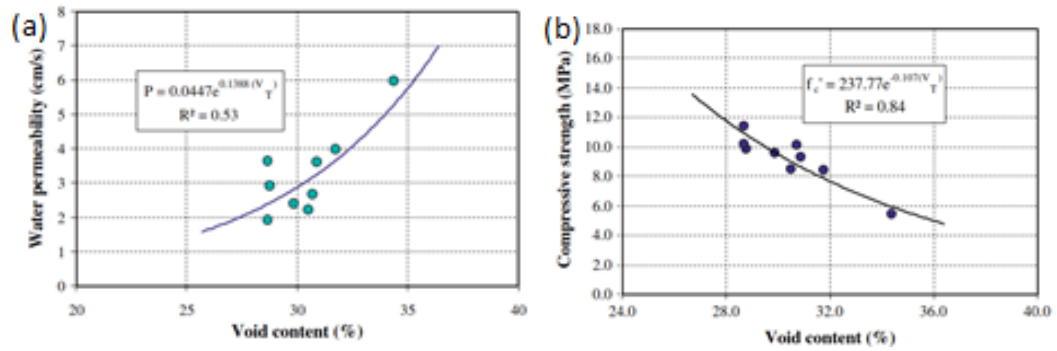 (a)
Water permeability (cm/s)
8
7
6
5
4
3
2
1
0
P = 0.0447e^0.1388(V_T)
R² = 0.53
20 25 30 35 40
Void content (%)
(b)
Compressive strength (MPa)
18.0
16.0
14.0
12.0
10.0
8.0
6.0
4.0
2.0
0.0
f_c' = 237.77e^-0.107(V_T)
R² = 0.84
24.0 28.0 32.0 36.0 40.0
Void content (%)